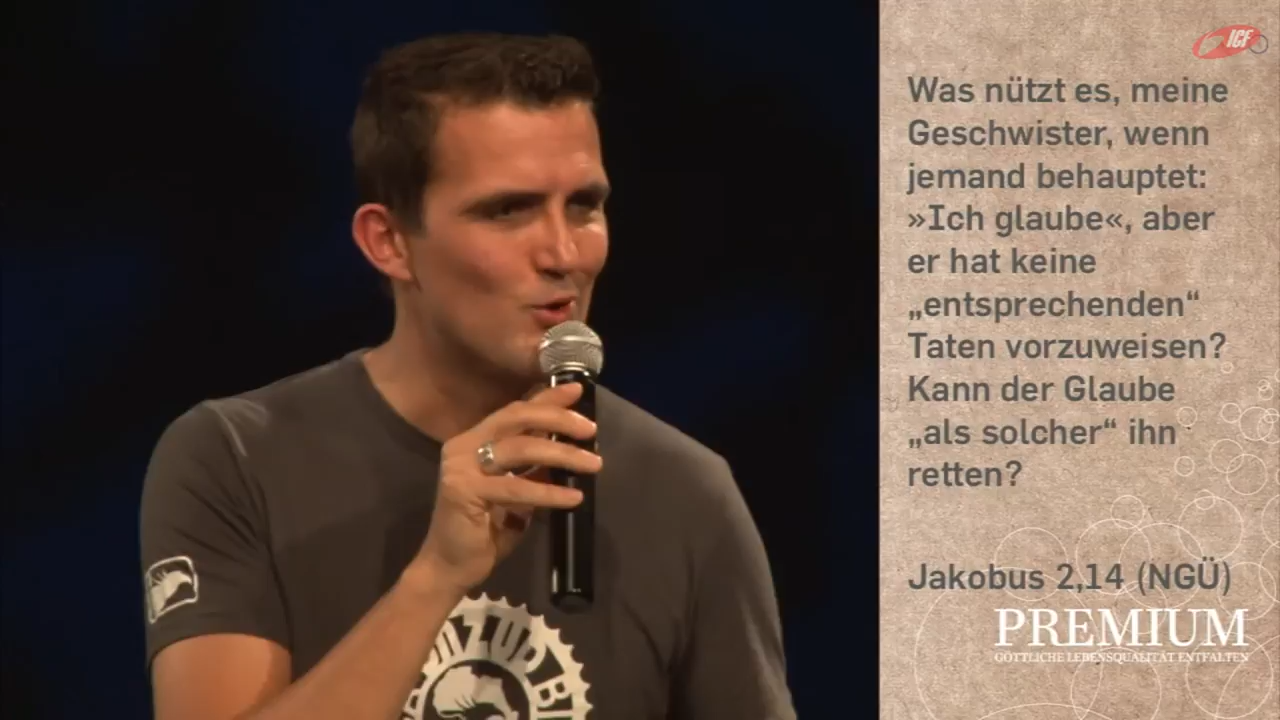 ICF
Was nützt es, meine
Geschwister, wenn
jemand behauptet:
»Ich glaube«, aber
er hat keine
„entsprechenden“
Taten vorzuweisen?
Kann der Glaube
„als solcher“ ihn
retten?
Jakobus 2,14 (NGÜ)
PREMIUM
GÖTTLICHE LEBENSQUALITÄT ENTFALTEN